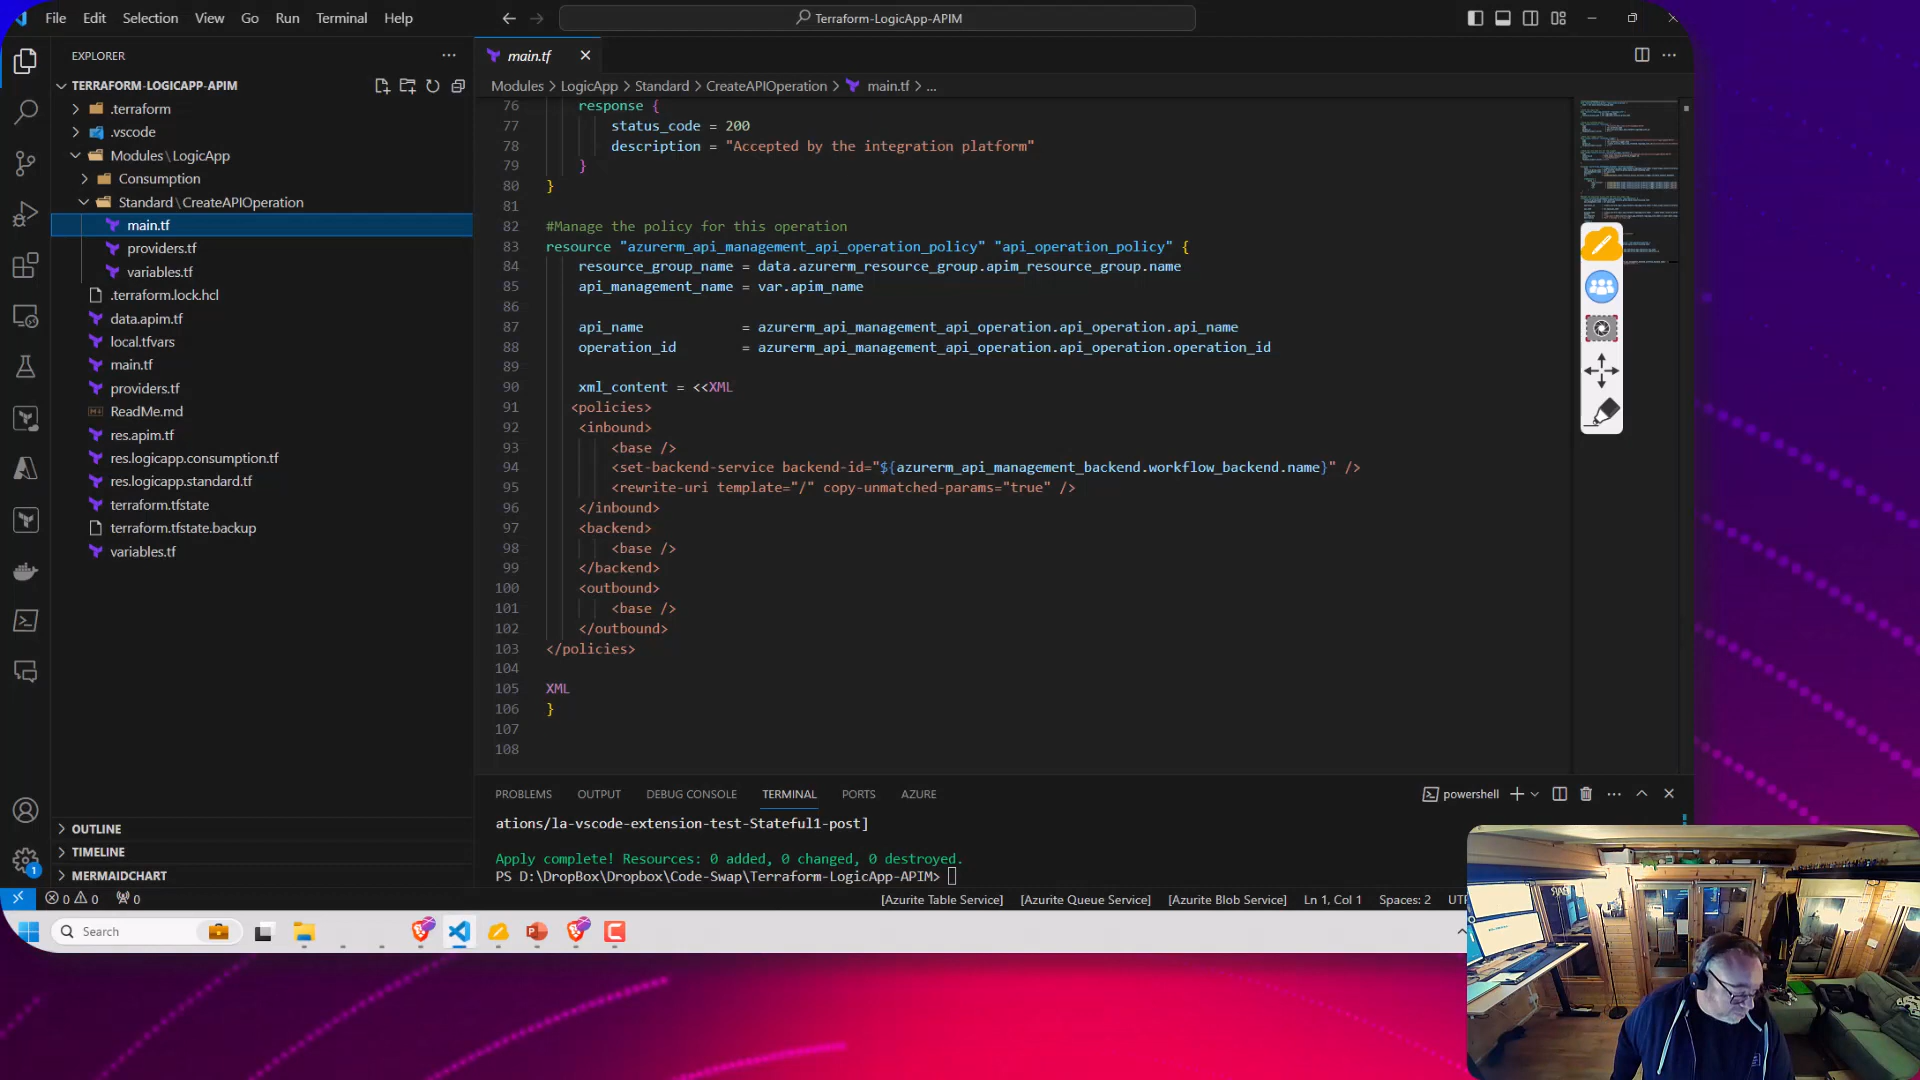 File Edit Selection View Go Run Terminal Help
Terraform-LogicApp-APIM
EXPLORER
TERRAFORM-LOGICAPP-APIM
.terraform
.vscode
Modules\LogicApp
Consumption
Standard\CreateAPIOperation
main.tf
providers.tf
variables.tf
.terraform.lock.hcl
data.apim.tf
local.tfvars
main.tf
providers.tf
ReadMe.md
res.apim.tf
res.logicapp.consumption.tf
res.logicapp.standard.tf
terraform.tfstate
terraform.tfstate.backup
variables.tf
OUTLINE
TIMELINE
MERMAIDCHART
1
main.tf
Modules > LogicApp > Standard > CreateAPIOperation > main.tf > ...
76 response {
77 status_code = 200
78 description = "Accepted by the integration platform"
79 }
80 }
81
82 #Manage the policy for this operation
83 resource "azurerm_api_management_api_operation_policy" "api_operation_policy" {
84 resource_group_name = data.azurerm_resource_group.apim_resource_group.name
85 api_management_name = var.apim_name
86
87 api_name = azurerm_api_management_api_operation.api_operation.api_name
88 operation_id = azurerm_api_management_api_operation.api_operation.operation_id
89
90 xml_content = <<XML
91 <policies>
92 <inbound>
93 <base />
94 <set-backend-service backend-id="${azurerm_api_management_backend.workflow_backend.name}" />
95 <rewrite-uri template="/" copy-unmatched-params="true" />
96 </inbound>
97 <backend>
98 <base />
99 </backend>
100 <outbound>
101 <base />
102 </outbound>
103 </policies>
104
105 XML
106 }
107
108
PROBLEMS OUTPUT DEBUG CONSOLE TERMINAL PORTS AZURE
powershell
ations/la-vscode-extension-test-Stateful1-post]
Apply complete! Resources: 0 added, 0 changed, 0 destroyed.
PS D:\DropBox\Dropbox\Code-Swap\Terraform-LogicApp-APIM>
0 0 0
[Azurite Table Service] [Azurite Queue Service] [Azurite Blob Service] Ln 1, Col 1 Spaces: 2
Search